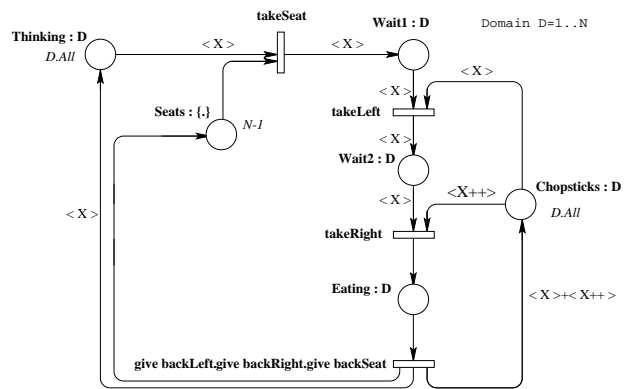 takeSeat
Thinking : D
D.All
< X >
< X >
Wait1 : D
Domain D=1..N
< X >
< X >
takeLeft
Seats : {.}
N-1
< X >
Wait2 : D
< X >
<X++>
Chopsticks : D
D.All
< X >
takeRight
Eating : D
< X >+< X++ >
give backLeft.give backRight.give backSeat